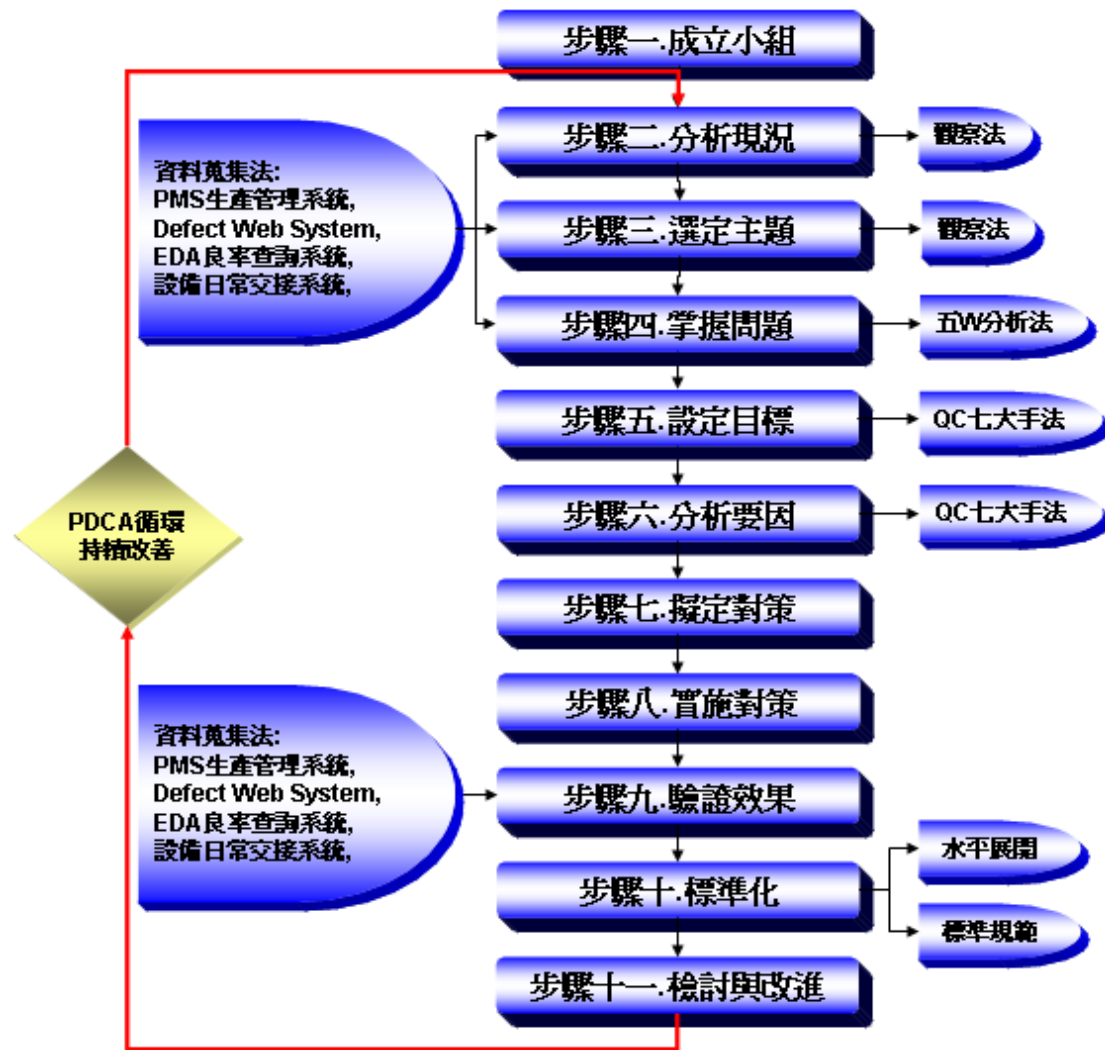 步驟一.成立小組
步驟二.分析現況
觀察法
資料蒐集法:
PMS生產管理系統,
Defect Web System,
EDA良率查詢系統,
設備日常交接系統,
步驟三.選定主題
觀察法
步驟四.掌握問題
五W分析法
步驟五.設定目標
QC七大手法
PDCA循環
持續改善
步驟六.分析要因
QC七大手法
步驟七.擬定對策
步驟八.實施對策
資料蒐集法:
PMS生產管理系統,
Defect Web System,
EDA良率查詢系統,
設備日常交接系統,
步驟九.驗證效果
水平展開
步驟十.標準化
標準規範
步驟十一.檢討與改進